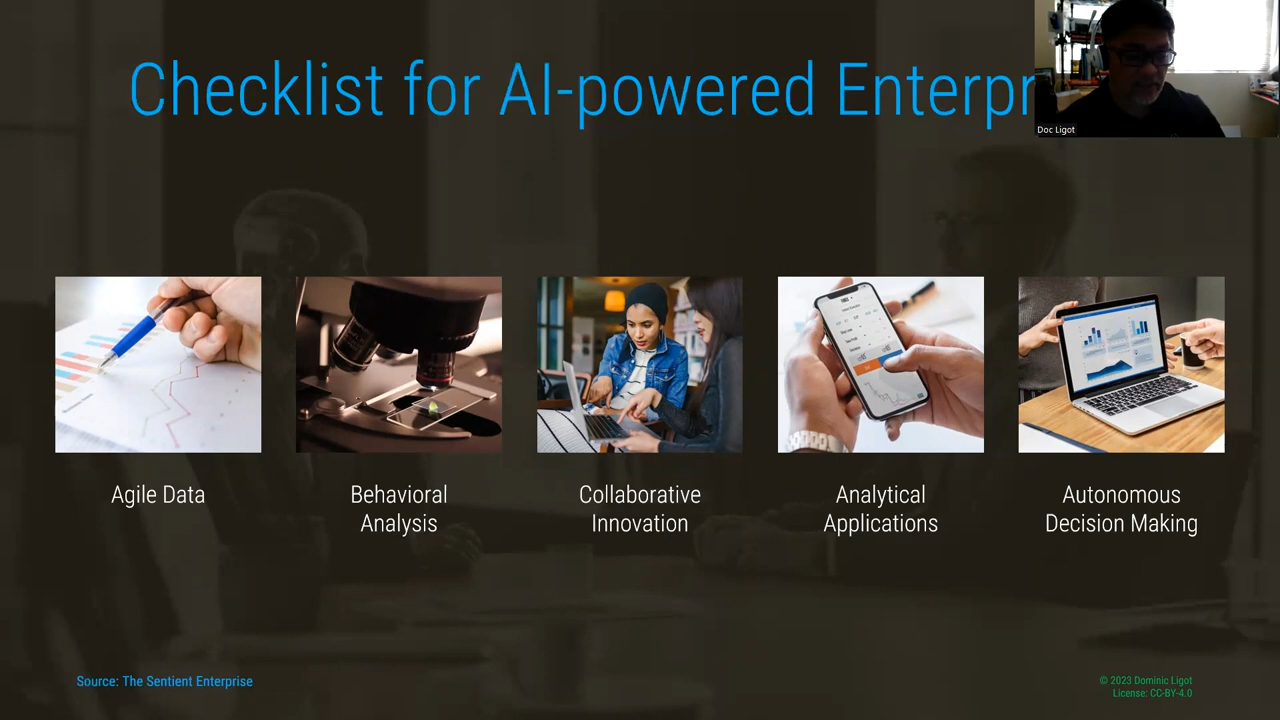 Checklist for AI-powered Enterpr
Doc Ligot
Agile Data
Behavioral
Analysis
Collaborative
Innovation
Analytical
Applications
Autonomous
Decision Making
Source: The Sentient Enterprise
© 2023 Dominic Ligot
License: CC-BY-4.0